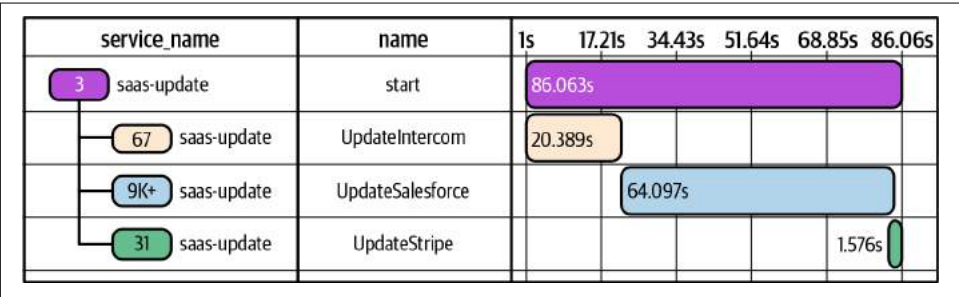 service_name name 1s 17.21s 34.43s 51.64s 68.85s 86.06s
3 saas-update start 86.063s
67 saas-update UpdateIntercom 20.389s
9K+ saas-update UpdateSalesforce 64.097s
31 saas-update UpdateStripe 1.576s